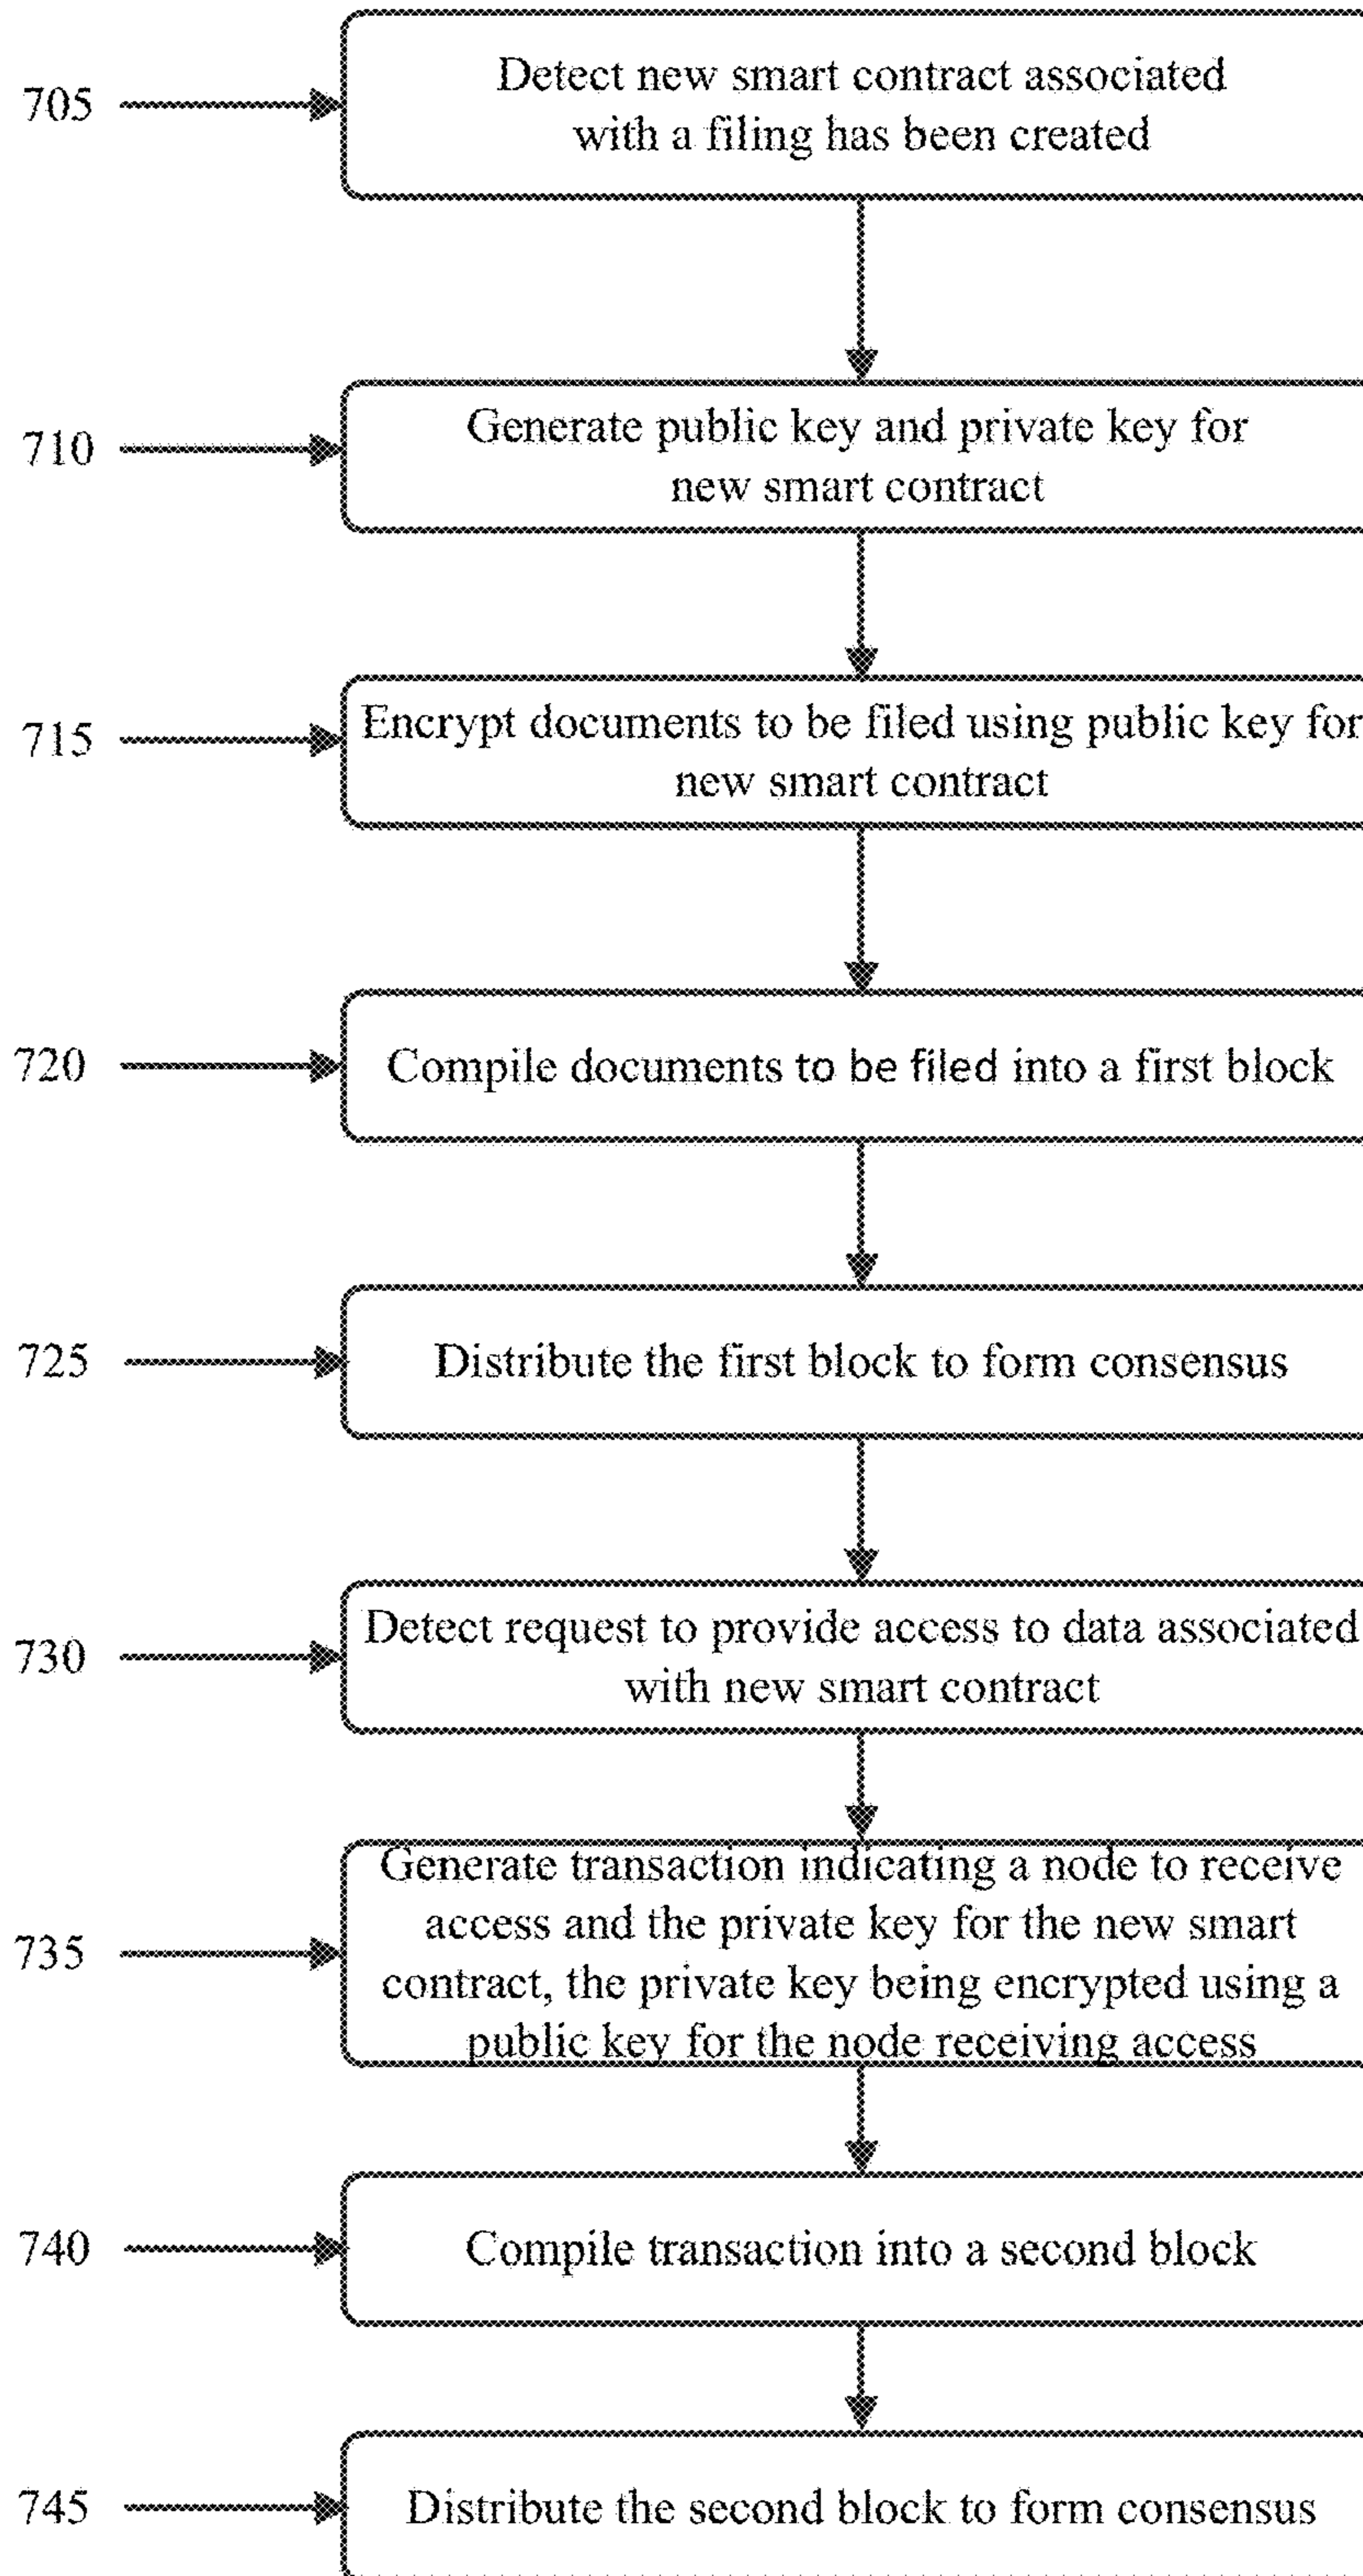 705
Detect new smart contract associated
with a filing has been created
710
Generate public key and private key for
new smart contract
715
Encrypt documents to be filed using public key for
new smart contract
720
Compile documents to be filed into a first block
725
Distribute the first block to form consensus
730
Detect request to provide access to data associated
with new smart contract
735
Generate transaction indicating a node to receive
access and the private key for the new smart
contract, the private key being encrypted using a
public key for the node receiving access
740
Compile transaction into a second block
745
Distribute the second block to form consensus